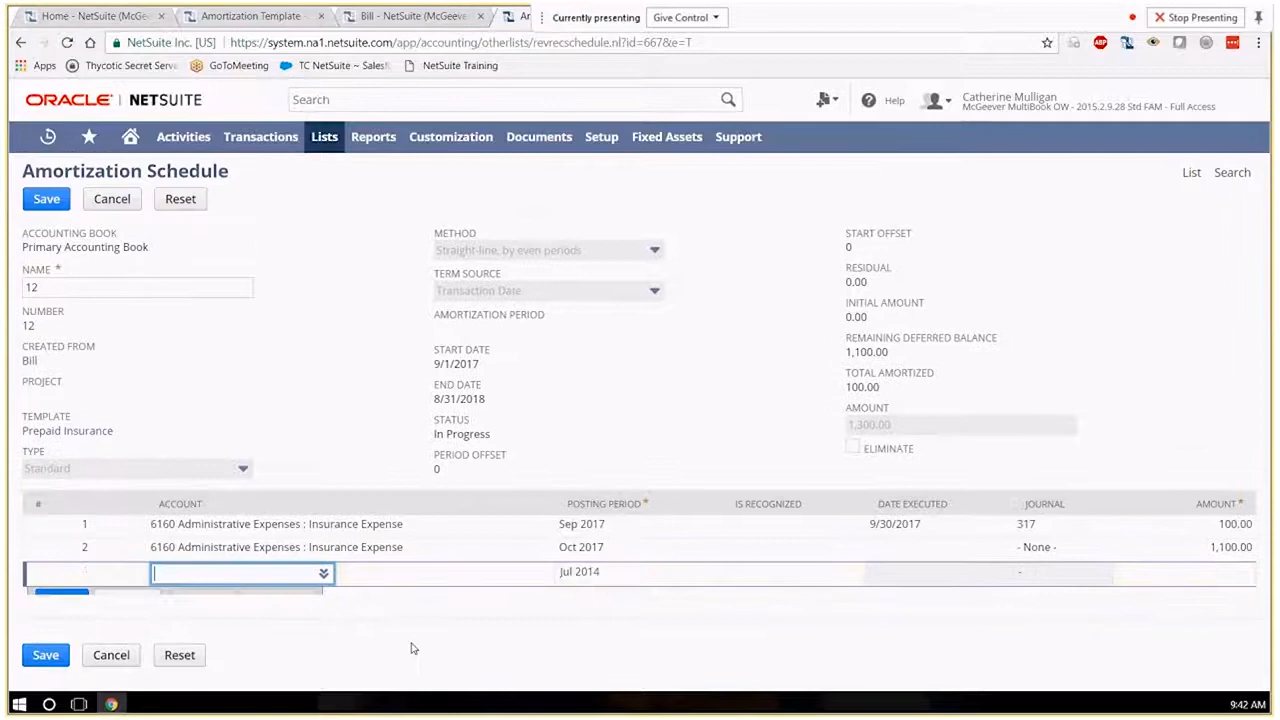 Home - NetSuite (McGee
Amortization Template -
Bill - NetSuite (McGeeve
Currently presenting
Give Control
Stop Presenting
NetSuite Inc. [US]
https://system.na1.netsuite.com/app/accounting/otherlists/revrecschedule.nl?id=667&e=T
Apps
Thycotic Secret Serve
GoToMeeting
TC NetSuite ~ Salesf
NetSuite Training
ORACLE NETSUITE
Search
Help
Catherine Mulligan
McGeever MultiBook OW - 2015.2.9.28 Std FAM - Full Access
Activities
Transactions
Lists
Reports
Customization
Documents
Setup
Fixed Assets
Support
Amortization Schedule
List
Search
Save
Cancel
Reset
ACCOUNTING BOOK
Primary Accounting Book
NAME *
12
NUMBER
12
CREATED FROM
Bill
PROJECT
TEMPLATE
Prepaid Insurance
TYPE
Standard
METHOD
Straight-line, by even periods
TERM SOURCE
Transaction Date
AMORTIZATION PERIOD
START DATE
9/1/2017
END DATE
8/31/2018
STATUS
In Progress
PERIOD OFFSET
0
START OFFSET
0
RESIDUAL
0.00
INITIAL AMOUNT
0.00
REMAINING DEFERRED BALANCE
1,100.00
TOTAL AMORTIZED
100.00
AMOUNT
1,300.00
ELIMINATE
# ACCOUNT POSTING PERIOD * IS RECOGNIZED DATE EXECUTED JOURNAL AMOUNT *
1 6160 Administrative Expenses : Insurance Expense Sep 2017 9/30/2017 317 100.00
2 6160 Administrative Expenses : Insurance Expense Oct 2017 - None - 1,100.00
Jul 2014 -
Save
Cancel
Reset
9:42 AM